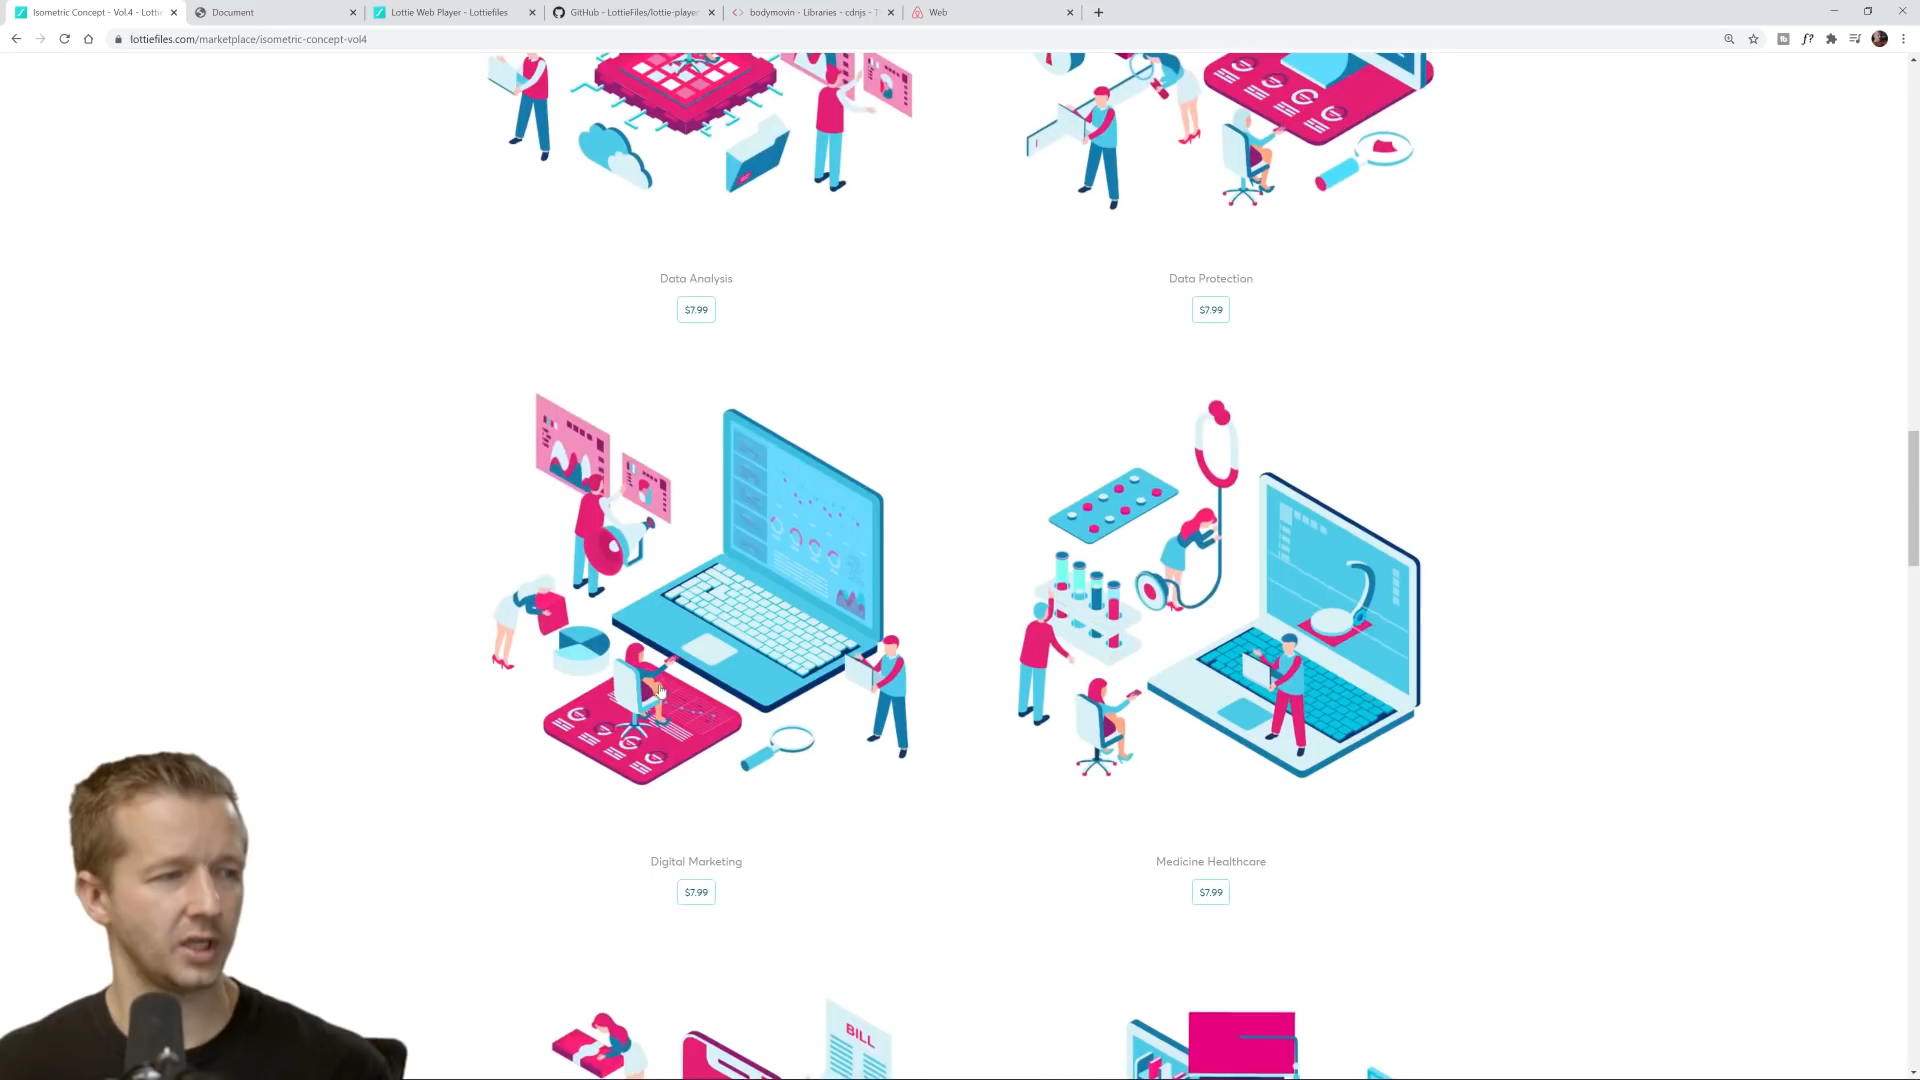 Isometric Concept - Vol.4 - Lottie
Document
Lottie Web Player - Lottiefiles
GitHub - LottieFiles/lottie-player
bodymovin - Libraries - cdnjs - T
Web
lottiefiles.com/marketplace/isometric-concept-vol4
Data Analysis
Data Protection
$7.99
$7.99
Digital Marketing
Medicine Healthcare
$7.99
$7.99
BILL